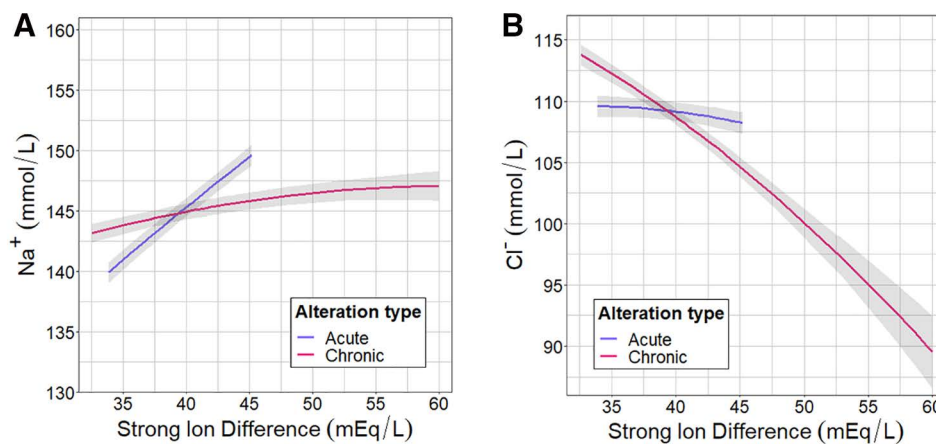 A
160
155
150
145
140
135
130
Na+ (mmol/L)
Alteration type
Acute
Chronic
35 40 45 50 55 60
Strong Ion Difference (mEq/L)
B
115
110
105
100
95
90
Cl- (mmol/L)
Alteration type
Acute
Chronic
35 40 45 50 55 60
Strong Ion Difference (mEq/L)